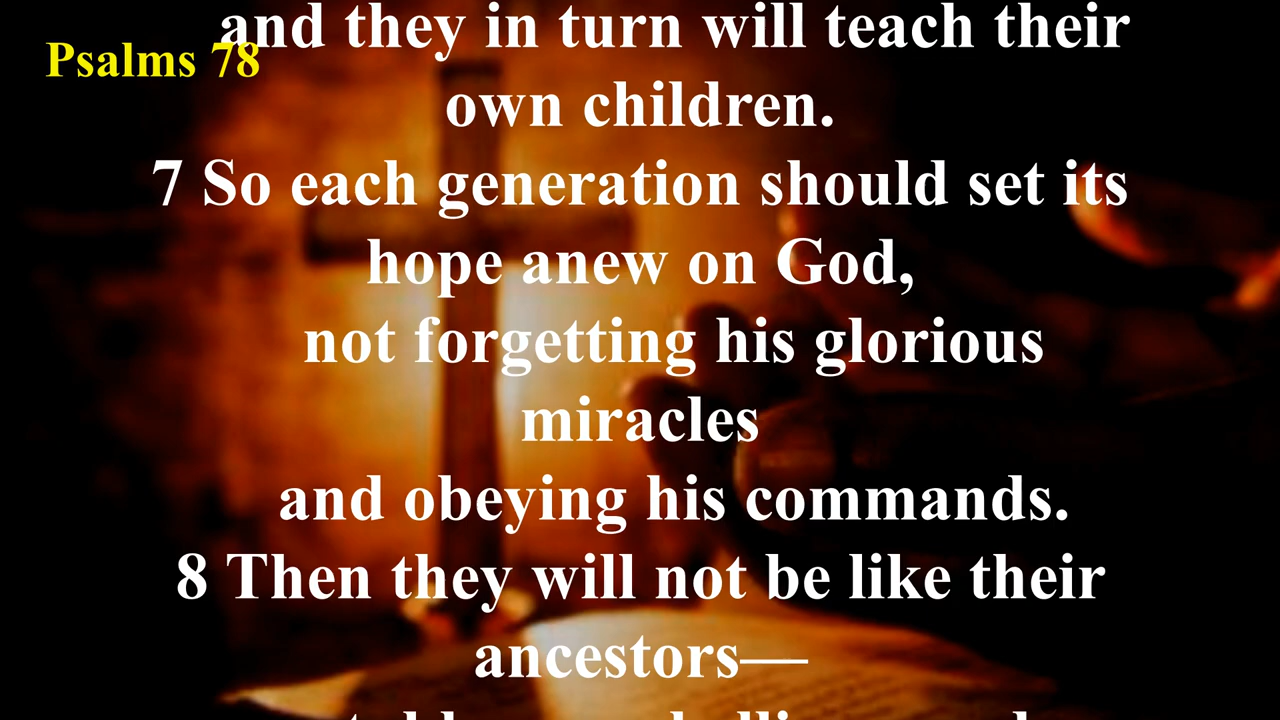 Psalms 78
and they in turn will teach their
own children.
7 So each generation should set its
hope anew on God,
not forgetting his glorious
miracles
and obeying his commands.
8 Then they will not be like their
ancestors—